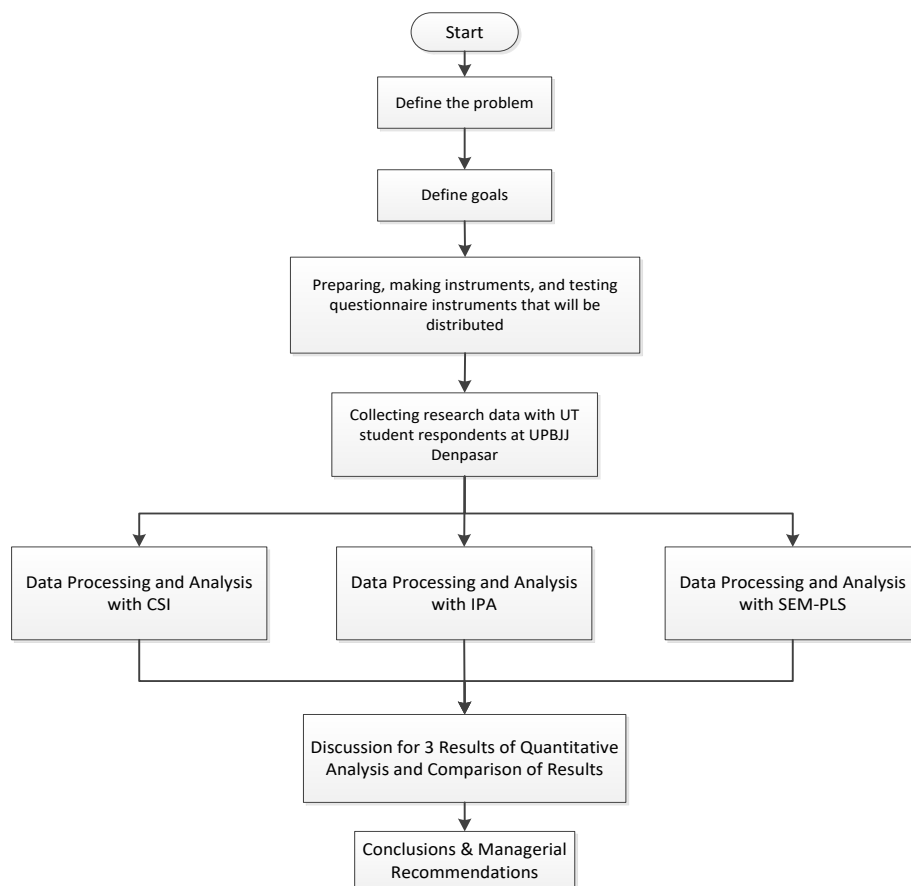 Start
Define the problem
Define goals
Preparing, making instruments, and testing
questionnaire instruments that will be
distributed
Collecting research data with UT
student respondents at UPBJJ
Denpasar
Data Processing and Analysis
with CSI
Data Processing and Analysis
with IPA
Data Processing and Analysis
with SEM-PLS
Discussion for 3 Results of Quantitative
Analysis and Comparison of Results
Conclusions & Managerial
Recommendations